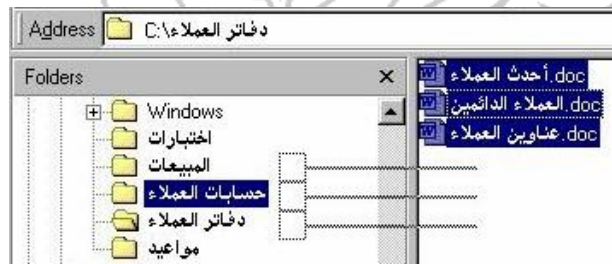 Address C:\دفاتر العملاء
Folders
Windows
اختبارات
المبيعات
حسابات العملاء
دفاتر العملاء
مواعيد
أحدث العملاء.doc
العملاء الدائمين.doc
عناوين العملاء.doc